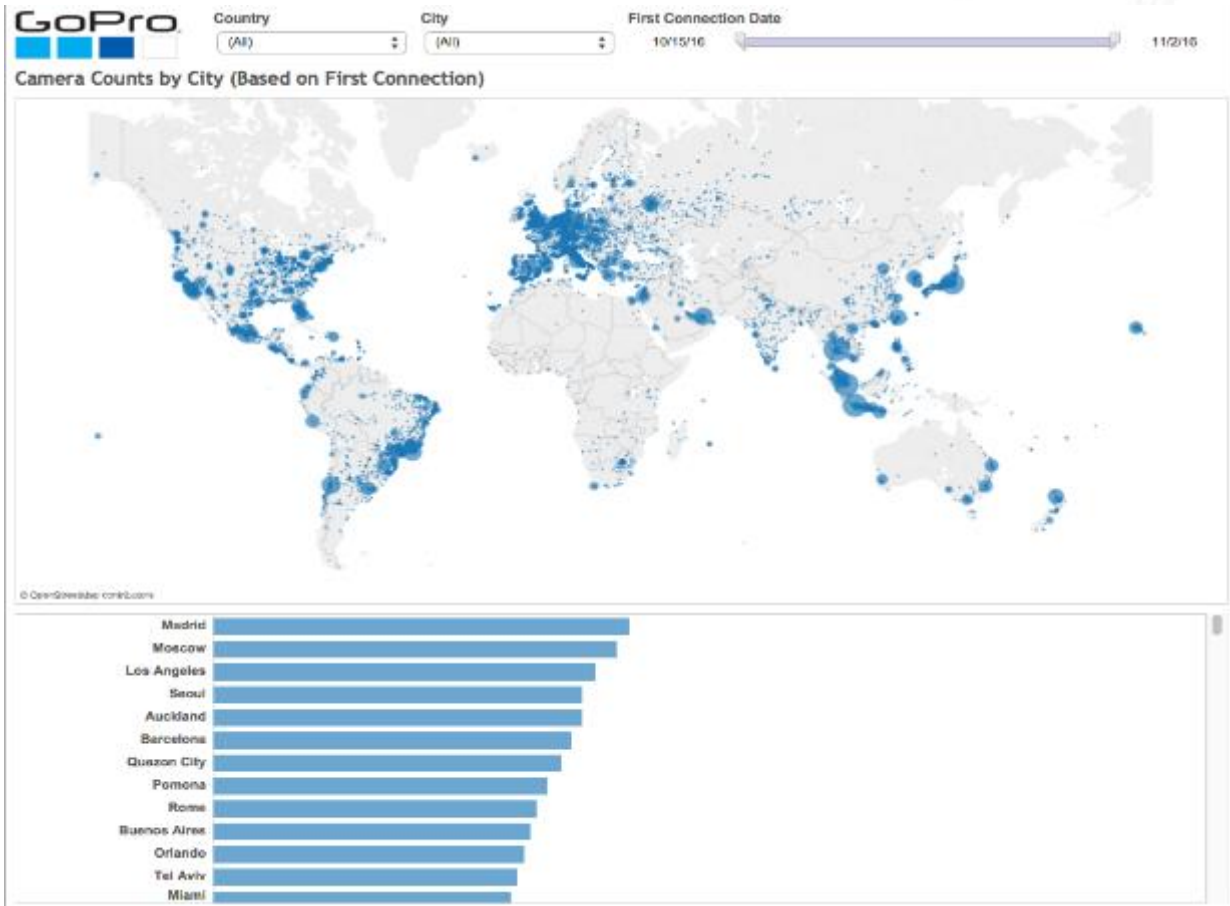 GoPro
Country City First Connection Date
(All) (All) 10/15/16 11/2/16
Camera Counts by City (Based on First Connection)
© OpenStreetMap contributors
Madrid
Moscow
Los Angeles
Seoul
Auckland
Barcelona
Quezon City
Pomona
Rome
Buenos Aires
Orlando
Tel Aviv
Miami